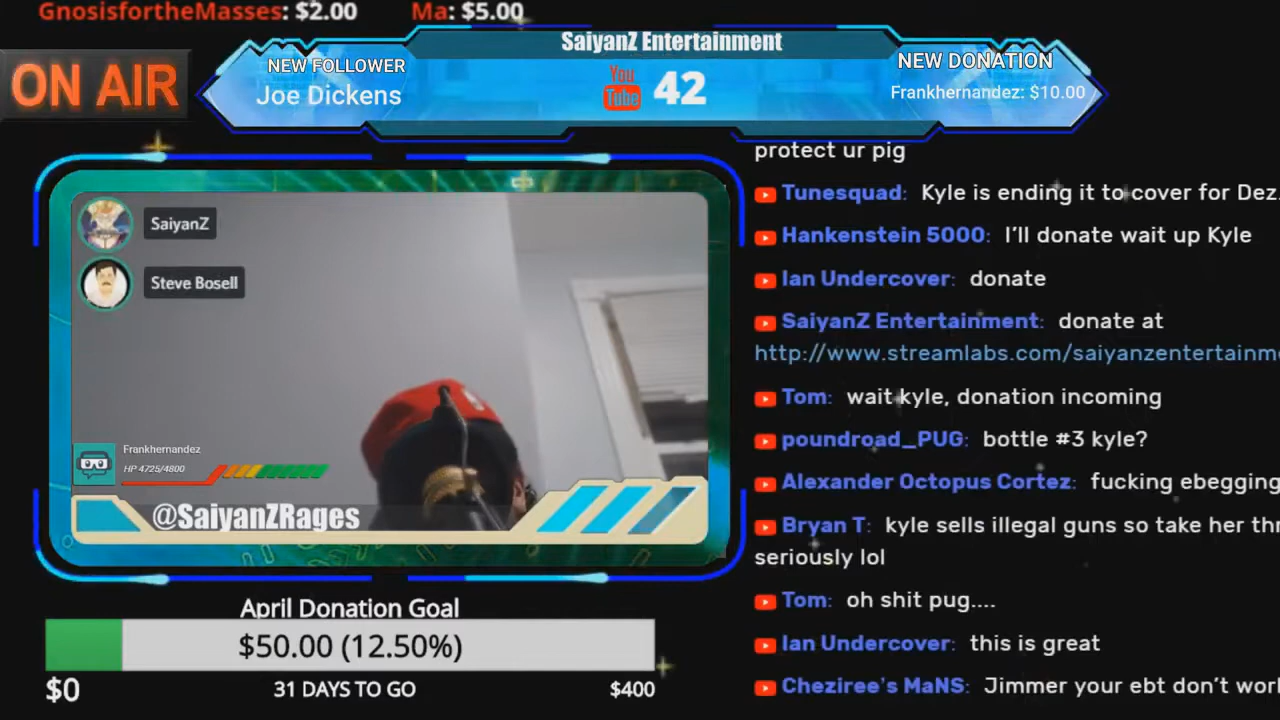 GnosisfortheMasses: $2.00
Ma: $5.00
SaiyanZ Entertainment
ON AIR
NEW FOLLOWER
Joe Dickens
You
Tube
42
NEW DONATION
Frankhernandez: $10.00
SaiyanZ
Steve Bosell
Frankhernandez
HP 4725/4800
@SaiyanZRages
April Donation Goal
$50.00 (12.50%)
$0
31 DAYS TO GO
$400
protect ur pig
Tunesquad: Kyle is ending it to cover for Dez.
Hankenstein 5000: I'll donate wait up Kyle
Ian Undercover: donate
SaiyanZ Entertainment: donate at
http://www.streamlabs.com/saiyanzentertainm
Tom: wait kyle, donation incoming
poundroad_PUG: bottle #3 kyle?
Alexander Octopus Cortez: fucking ebegging
Bryan T: kyle sells illegal guns so take her thr
seriously lol
Tom: oh shit pug....
Ian Undercover: this is great
Cheziree's MaNS: Jimmer your ebt don't worl